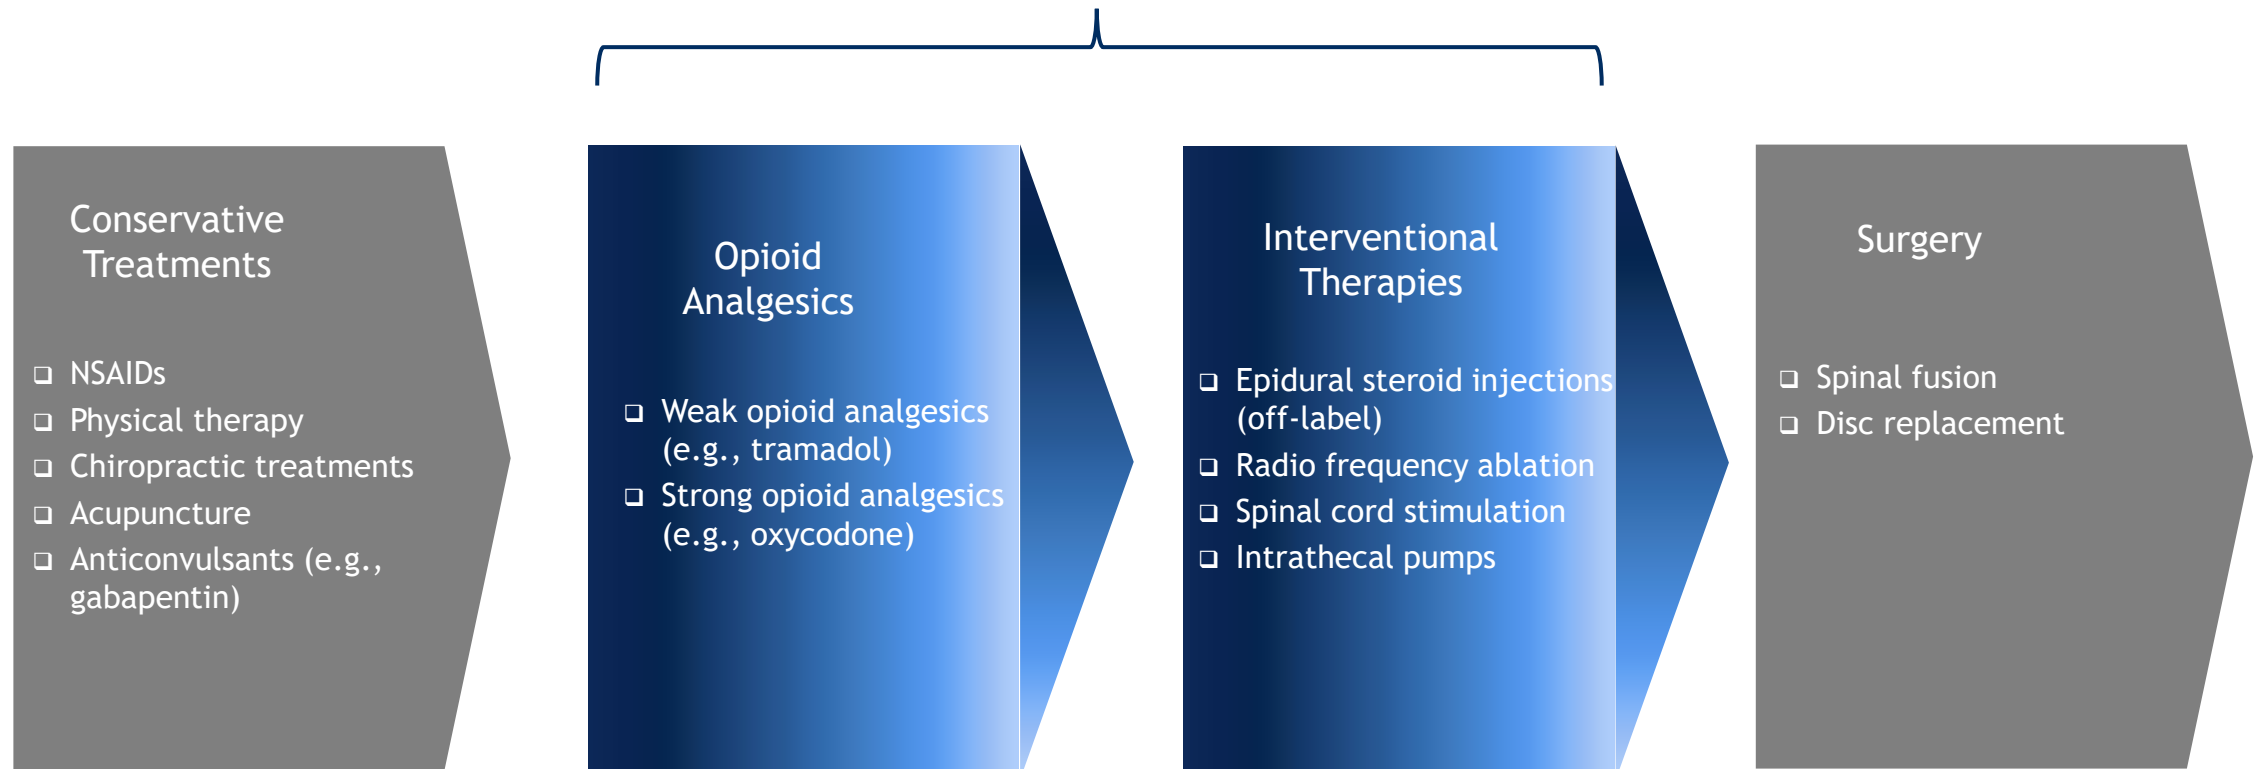 Conservative
Treatments
❑ NSAIDs
❑ Physical therapy
❑ Chiropractic treatments
❑ Acupuncture
❑ Anticonvulsants (e.g.,
gabapentin)
Opioid
Analgesics
❑ Weak opioid analgesics
(e.g., tramadol)
❑ Strong opioid analgesics
(e.g., oxycodone)
Interventional
Therapies
❑ Epidural steroid injections
(off-label)
❑ Radio frequency ablation
❑ Spinal cord stimulation
❑ Intrathecal pumps
Surgery
❑ Spinal fusion
❑ Disc replacement